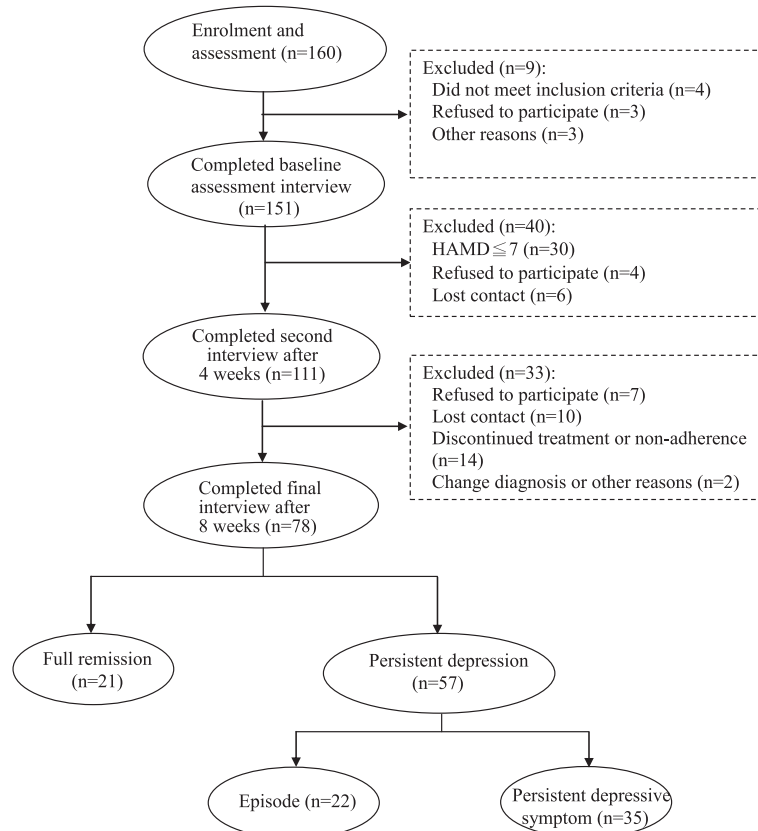 Enrolment and
assessment (n=160)
Excluded (n=9):
Did not meet inclusion criteria (n=4)
Refused to participate (n=3)
Other reasons (n=3)
Completed baseline
assessment interview
(n=151)
Excluded (n=40):
HAMD≦7 (n=30)
Refused to participate (n=4)
Lost contact (n=6)
Completed second
interview after
4 weeks (n=111)
Excluded (n=33):
Refused to participate (n=7)
Lost contact (n=10)
Discontinued treatment or non-adherence
(n=14)
Change diagnosis or other reasons (n=2)
Completed final
interview after
8 weeks (n=78)
Full remission
(n=21)
Persistent depression
(n=57)
Episode (n=22)
Persistent depressive
symptom (n=35)